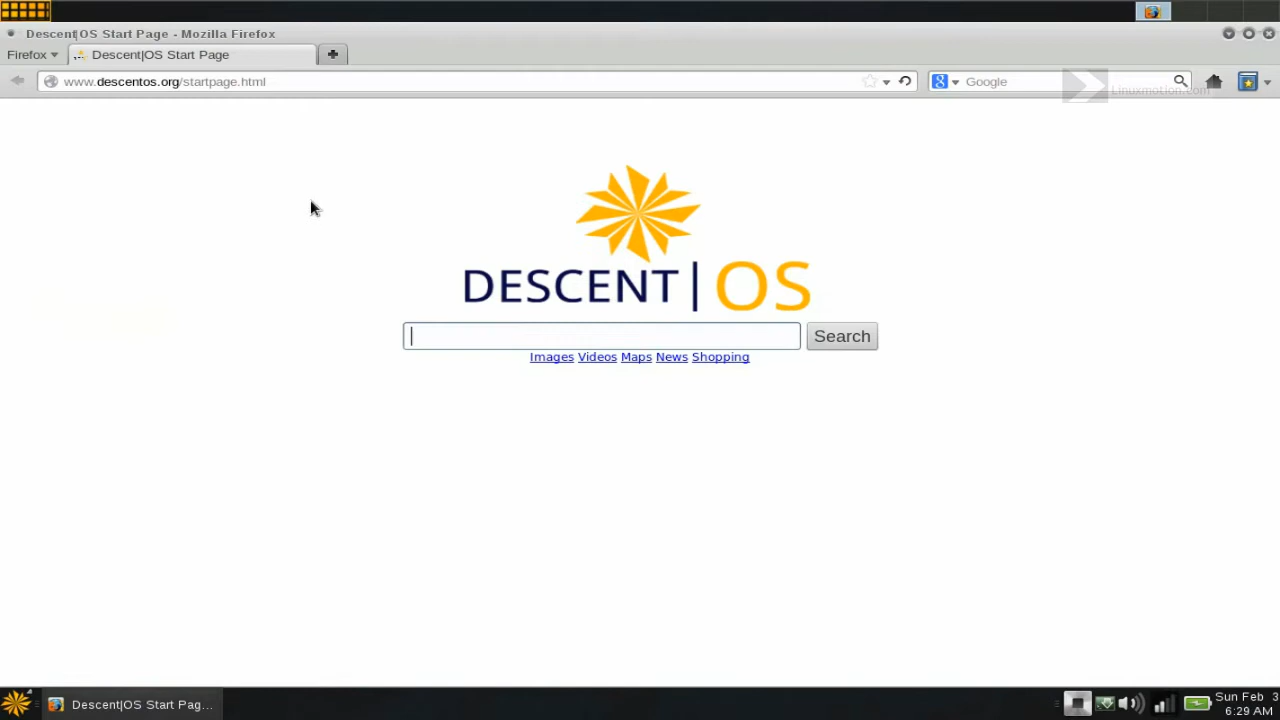 Descent|OS Start Page - Mozilla Firefox
Firefox
Descent|OS Start Page
www.descentos.org/startpage.html
Google
Linuxmotion.com
DESCENT|OS
Search
Images Videos Maps News Shopping
Descent|OS Start Pag...
Sun Feb 3
6:29 AM